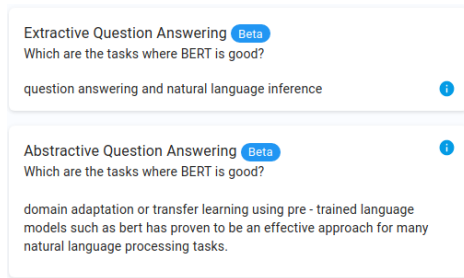 Extractive Question Answering Beta
Which are the tasks where BERT is good?
question answering and natural language inference
Abstractive Question Answering Beta
Which are the tasks where BERT is good?
domain adaptation or transfer learning using pre - trained language
models such as bert has proven to be an effective approach for many
natural language processing tasks.